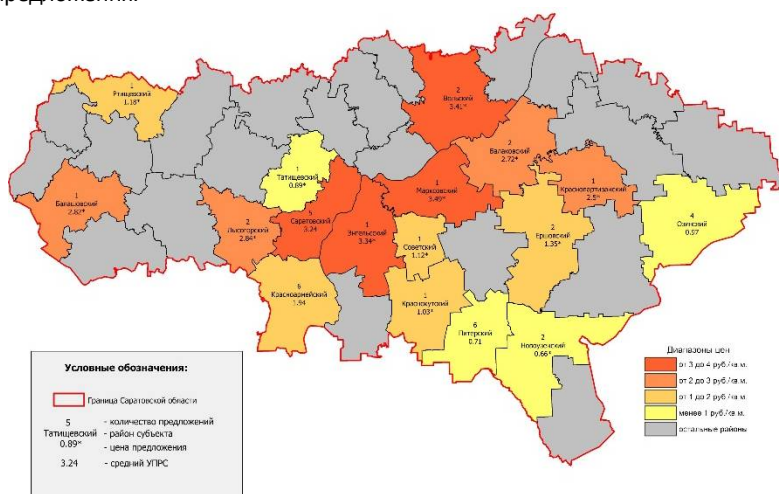 предложения.
1
Ртищевский
1.16*
2
Вольский
3.41*
2
Балаковский
2.72*
1
Татищевский
0.89*
1
Марксовский
3.49*
1
Краснопартизанский
2.5*
1
Балашовский
2.82*
2
Лысогорский
2.84*
5
Саратовский
3.24
1
Энгельсский
3.34*
1
Советский
1.12*
2
Ершовский
1.35*
4
Озинский
0.57
6
Красноармейский
1.94
1
Краснокутский
1.03*
6
Питерский
0.71
2
Новоузенский
0.66*
Диапазоны цен
от 3 до 4 руб./кв.м.
от 2 до 3 руб./кв.м.
от 1 до 2 руб./кв.м.
менее 1 руб./кв.м.
остальные районы
Условные обозначения:
Граница Саратовской области
5 - количество предложений
Татищевский - район субъекта
0.89* - цена предложения
3.24 - средний УПРС